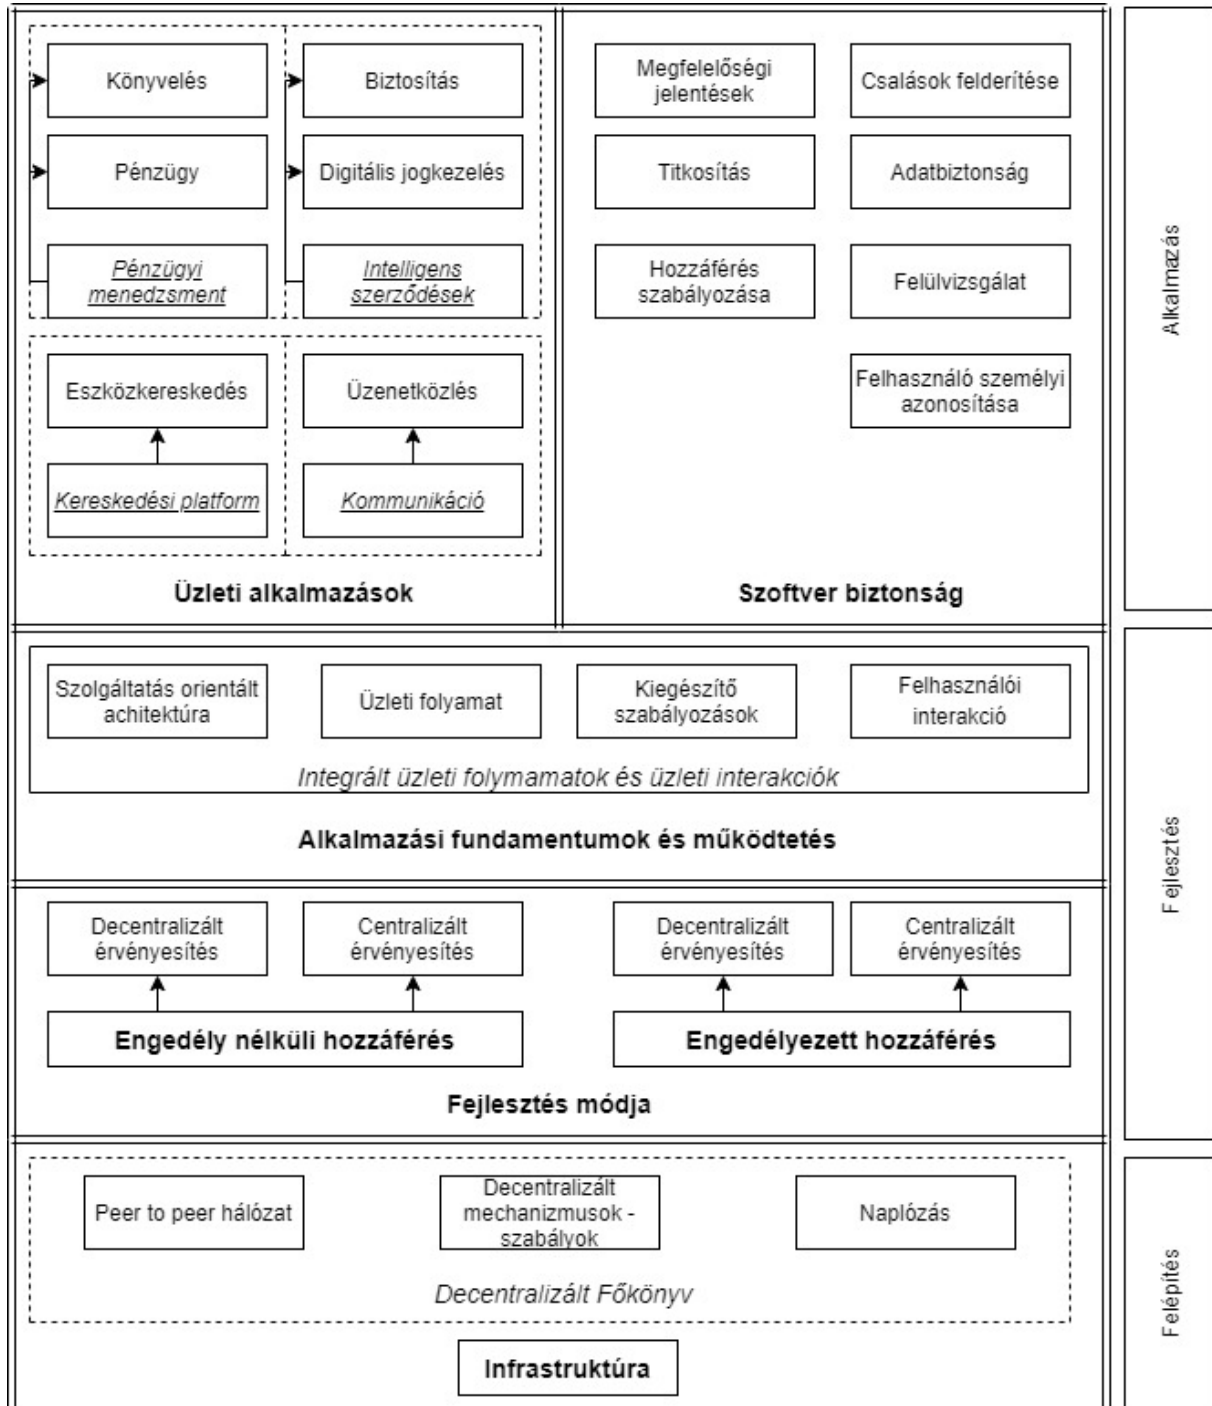 Könyvelés
Biztosítás
Pénzügy
Digitális jogkezelés
Pénzügyi
menedzsment
Intelligens
szerződések
Eszközkereskedés
Üzenetközlés
Kereskedési platform
Kommunikáció
Üzleti alkalmazások
Megfelelőségi
jelentések
Csalások felderítése
Titkosítás
Adatbiztonság
Hozzáférés
szabályozása
Felülvizsgálat
Felhasználó személyi
azonosítása
Szoftver biztonság
Alkalmazás
Szolgáltatás orientált
achitektúra
Üzleti folyamat
Kiegészítő
szabályozások
Felhasználói
interakció
Integrált üzleti folymamatok és üzleti interakciók
Alkalmazási fundamentumok és működtetés
Decentralizált
érvényesítés
Centralizált
érvényesítés
Decentralizált
érvényesítés
Centralizált
érvényesítés
Engedély nélküli hozzáférés
Engedélyezett hozzáférés
Fejlesztés módja
Fejlesztés
Peer to peer hálózat
Decentralizált
mechanizmusok -
szabályok
Naplózás
Decentralizált Főkönyv
Infrastruktúra
Felépítés